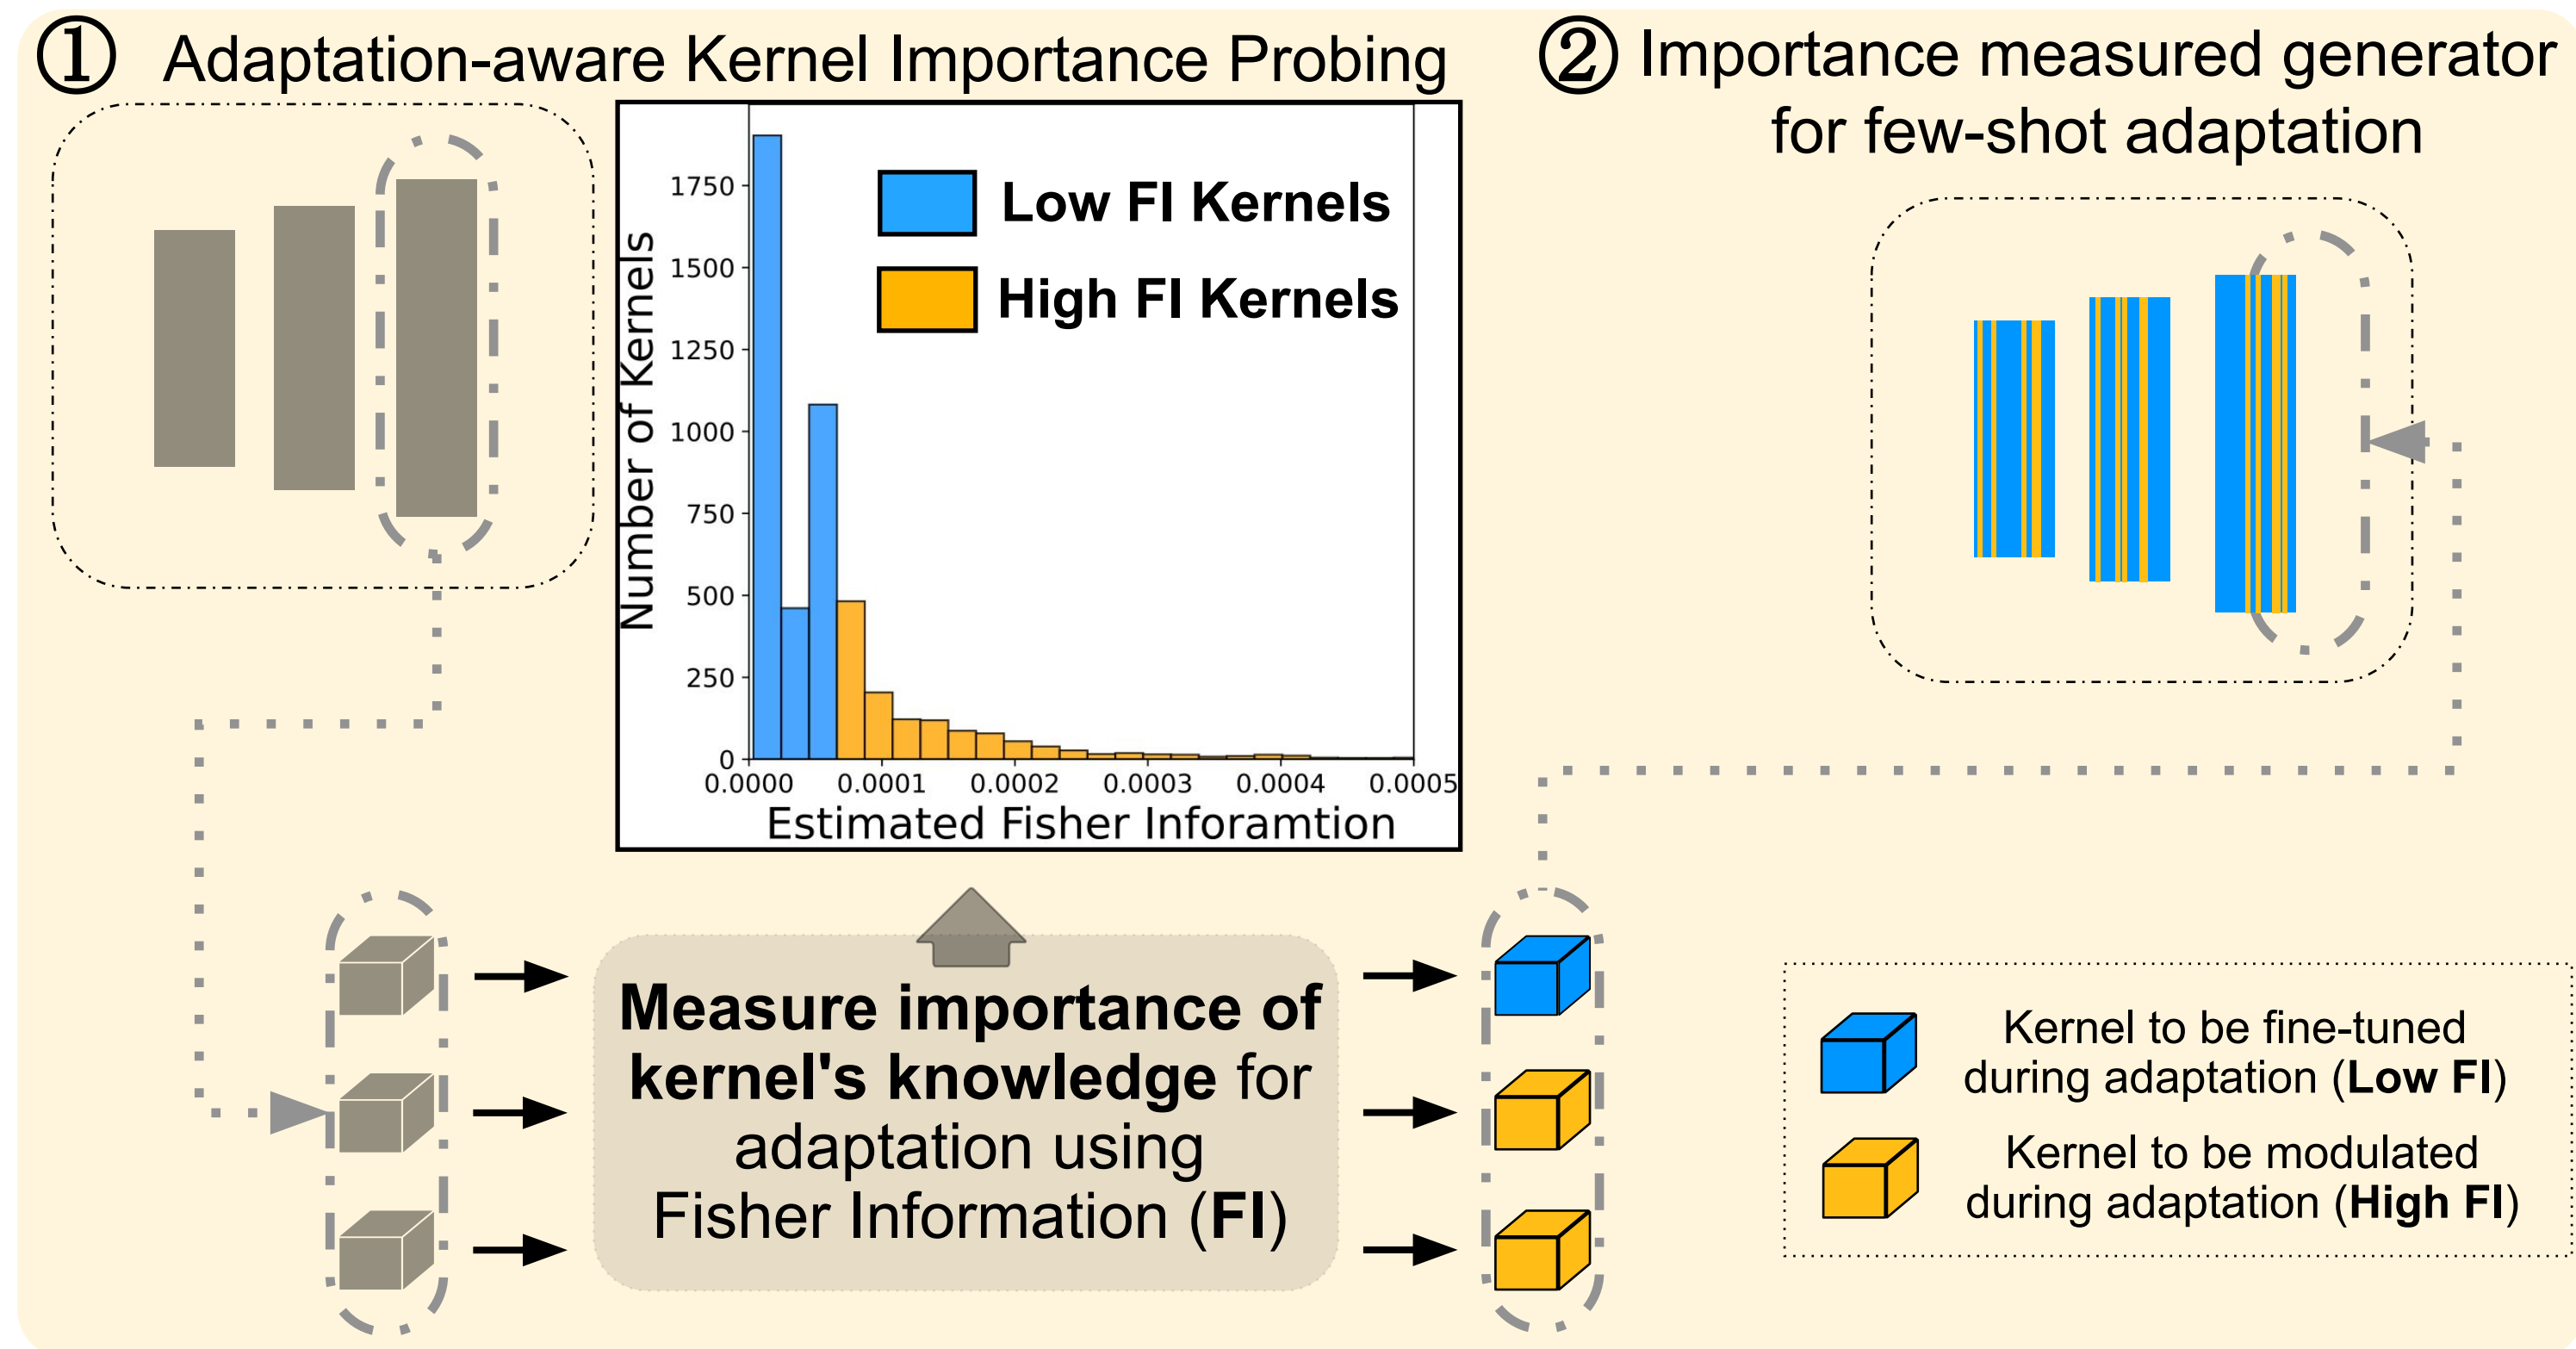 ① Adaptation-aware Kernel Importance Probing
② Importance measured generator
for few-shot adaptation
Number of Kernels
1750
1500
1250
1000
750
500
250
0
Low FI Kernels
High FI Kernels
0.0000 0.0001 0.0002 0.0003 0.0004 0.0005
Estimated Fisher Inforamtion
Measure importance of
kernel's knowledge for
adaptation using
Fisher Information (FI)
Kernel to be fine-tuned
during adaptation (Low FI)
Kernel to be modulated
during adaptation (High FI)